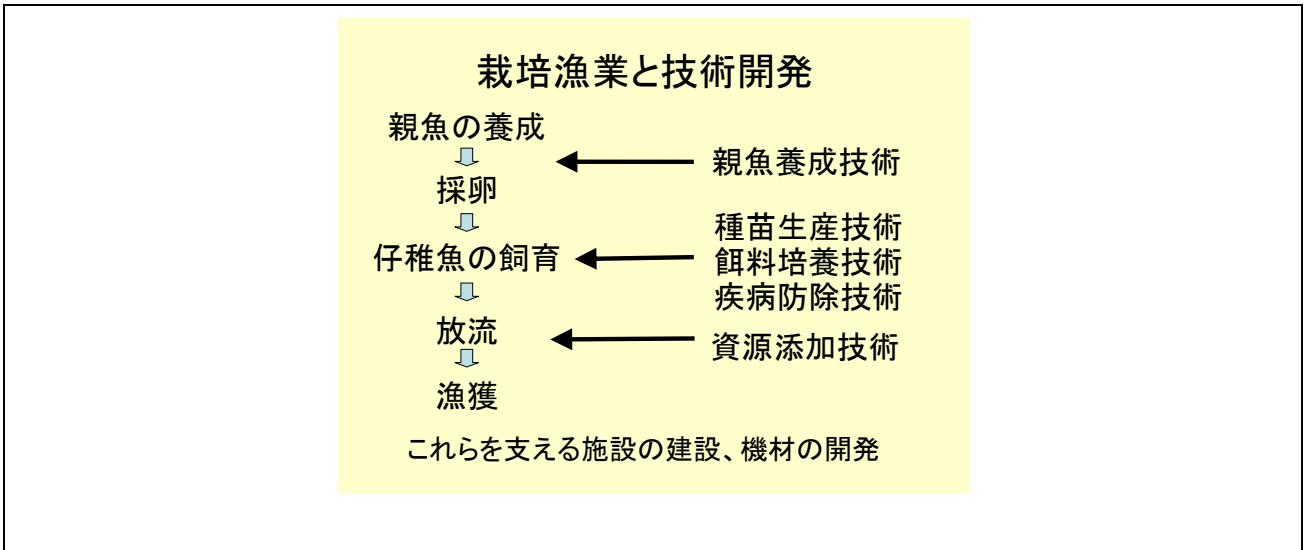 栽培漁業と技術開発
親魚の養成
親魚養成技術
採卵
種苗生産技術
仔稚魚の飼育
餌料培養技術
疾病防除技術
放流
資源添加技術
漁獲
これらを支える施設の建設、機材の開発